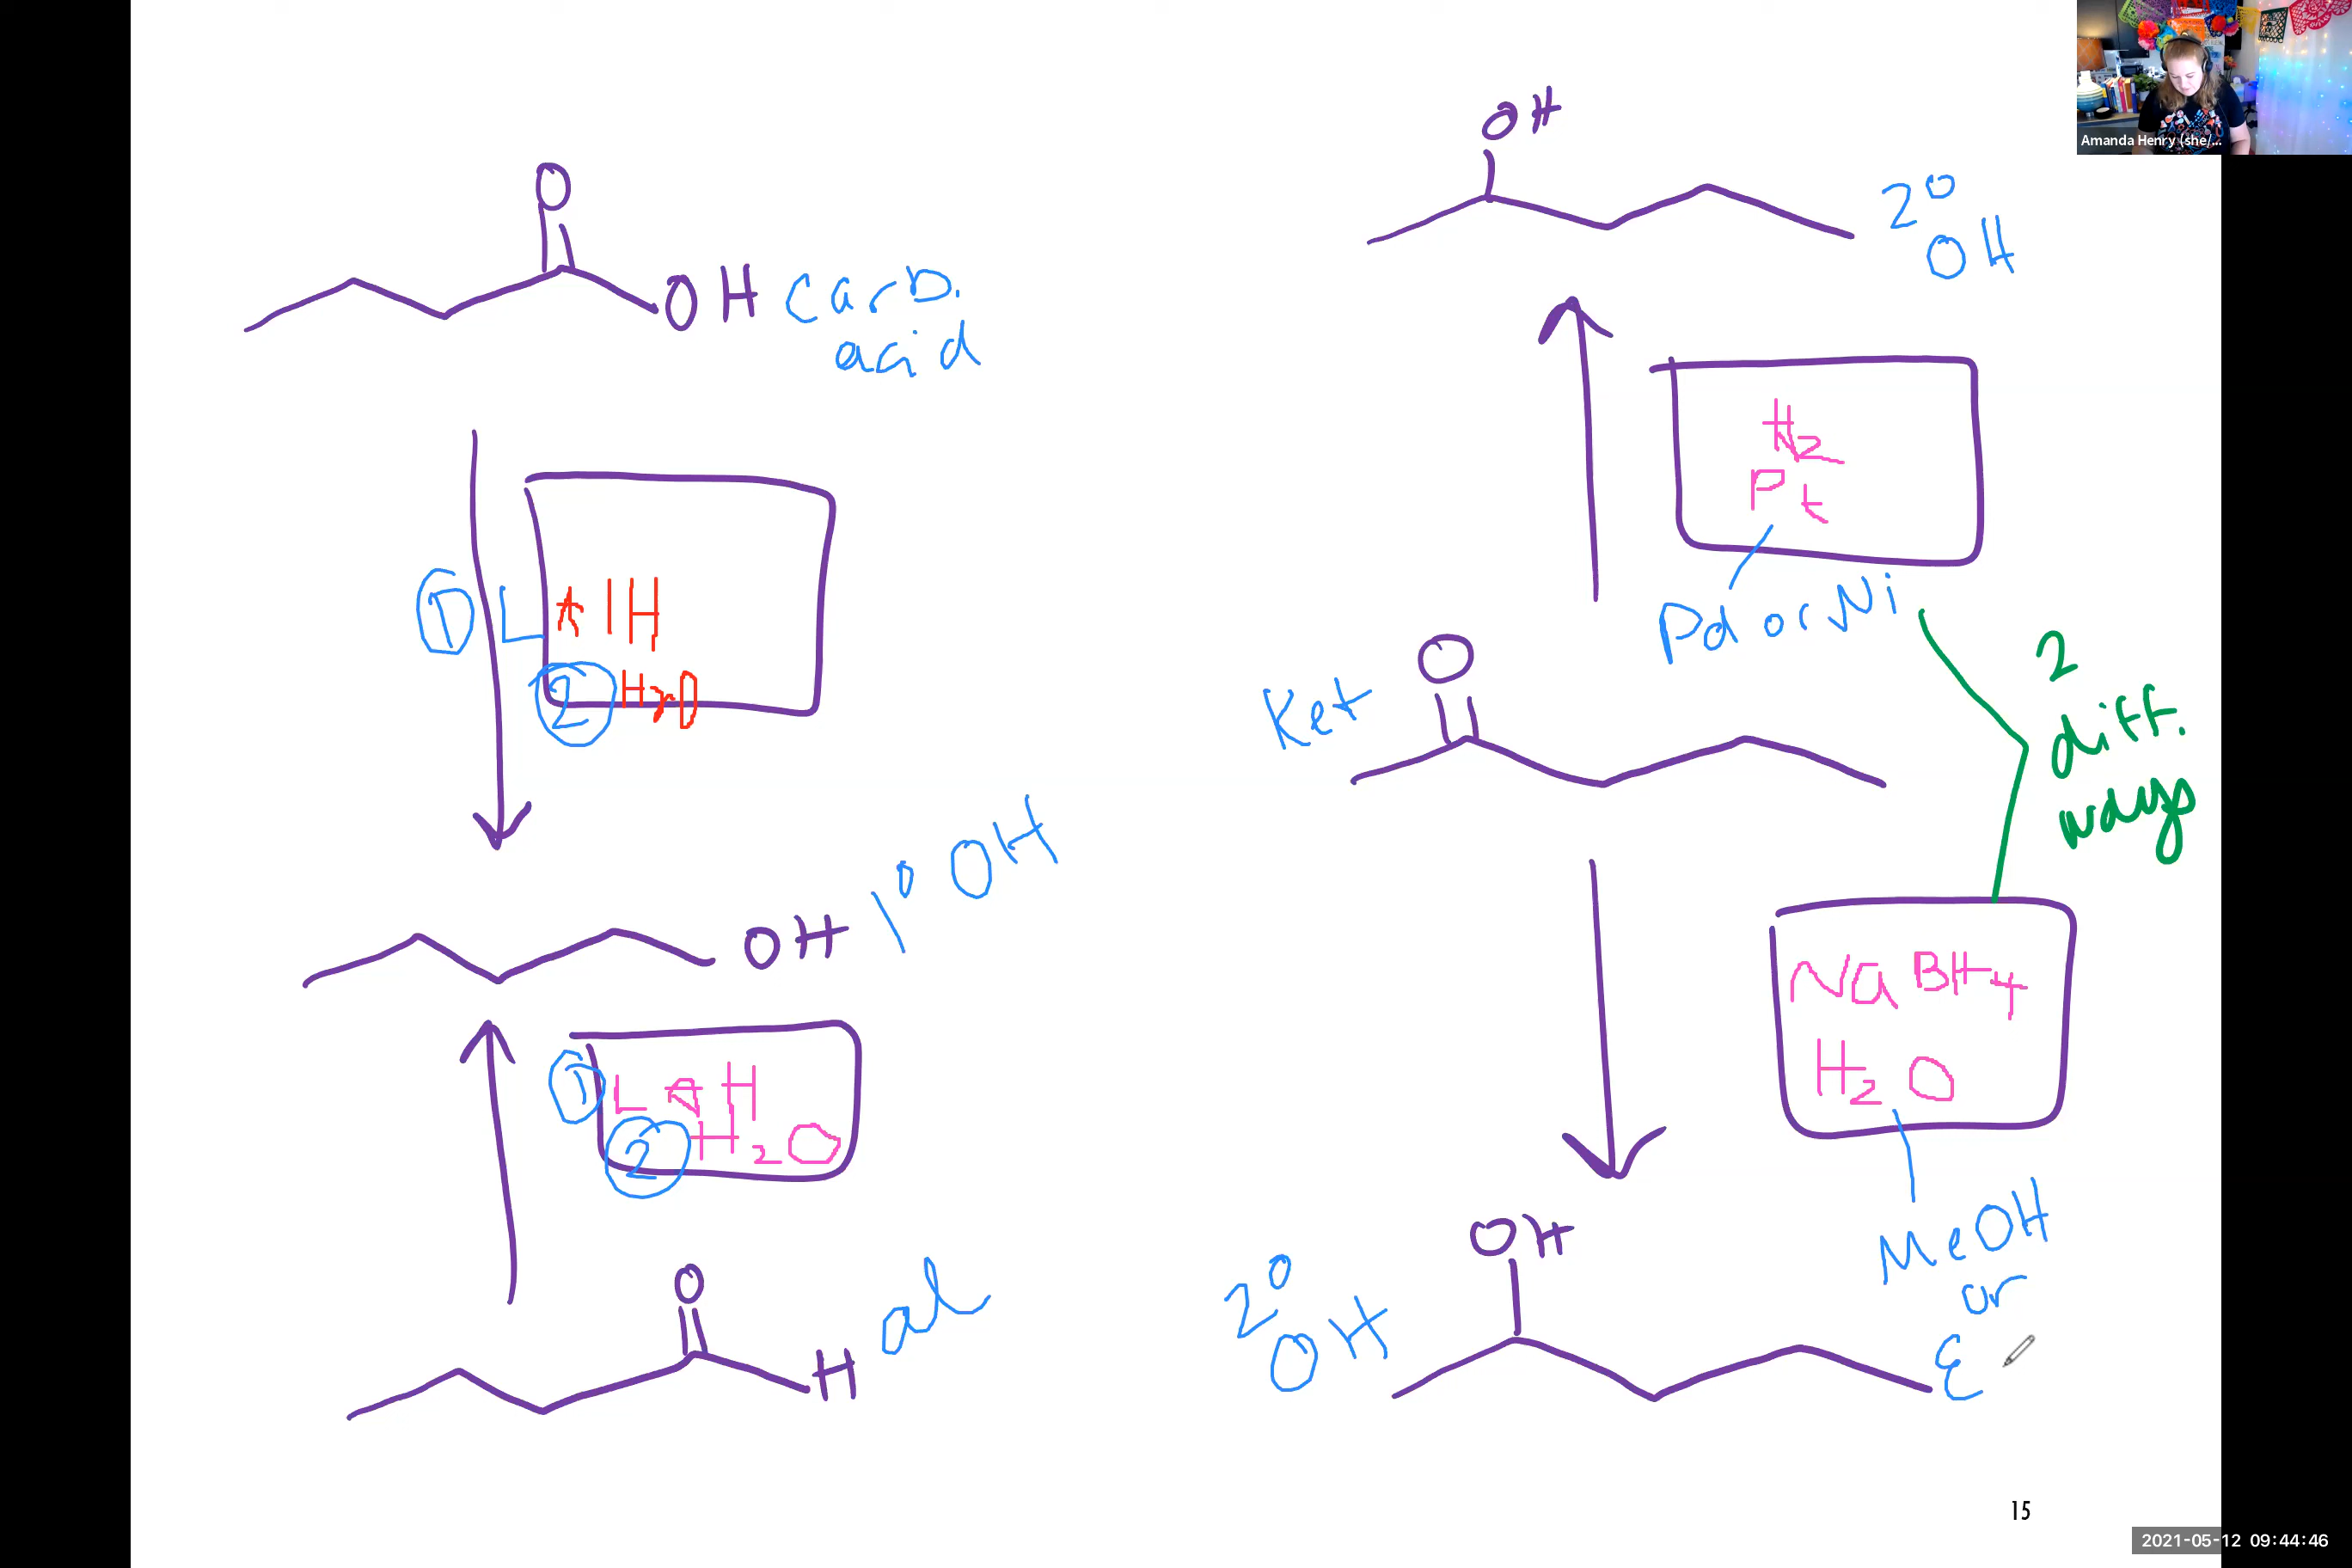 O
OH
carb.
acid
① LAlH
② H2O
OH
1° OH
① LAH
② H2O
O
H
al
OH
2°
OH
H2
Pt
Pd or Ni
O
Ket
2
diff.
ways
NaBH4
H2O
MeOH
or
E
OH
2°
OH
15
Amanda Henry (she/...
2021-05-12 09:44:46